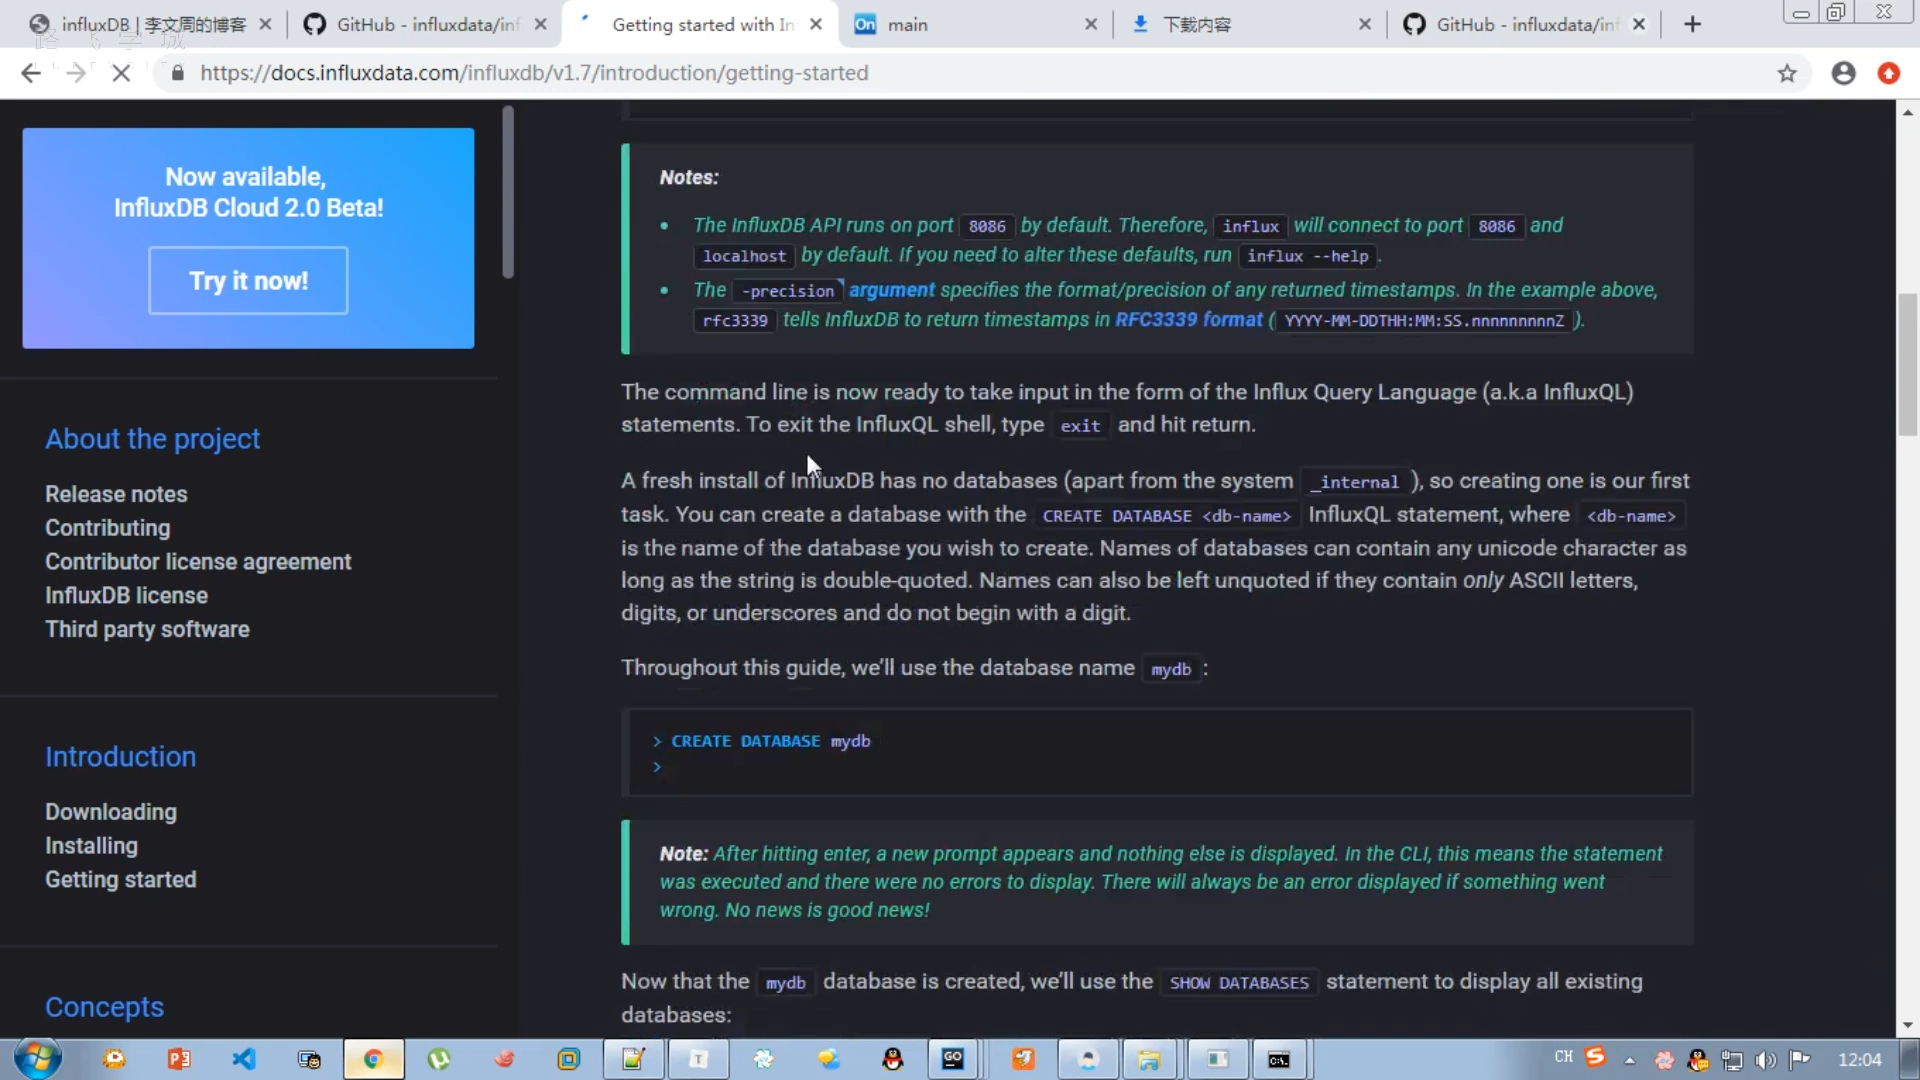 influxDB | 李文周的博客
GitHub - influxdata/inf
Getting started with In
On main
下载内容
GitHub - influxdata/inf
路飞学城
https://docs.influxdata.com/influxdb/v1.7/introduction/getting-started
Now available,
InfluxDB Cloud 2.0 Beta!
Try it now!
About the project
Release notes
Contributing
Contributor license agreement
InfluxDB license
Third party software
Introduction
Downloading
Installing
Getting started
Concepts
Notes:
• The InfluxDB API runs on port 8086 by default. Therefore, influx will connect to port 8086 and
localhost by default. If you need to alter these defaults, run influx --help.
• The -precision argument specifies the format/precision of any returned timestamps. In the example above,
rfc3339 tells InfluxDB to return timestamps in RFC3339 format ( YYYY-MM-DDTHH:MM:SS.nnnnnnnnnZ ).
The command line is now ready to take input in the form of the Influx Query Language (a.k.a InfluxQL)
statements. To exit the InfluxQL shell, type exit and hit return.
A fresh install of InfluxDB has no databases (apart from the system _internal ), so creating one is our first
task. You can create a database with the CREATE DATABASE <db-name> InfluxQL statement, where <db-name>
is the name of the database you wish to create. Names of databases can contain any unicode character as
long as the string is double-quoted. Names can also be left unquoted if they contain only ASCII letters,
digits, or underscores and do not begin with a digit.
Throughout this guide, we’ll use the database name mydb :
> CREATE DATABASE mydb
>
Note: After hitting enter, a new prompt appears and nothing else is displayed. In the CLI, this means the statement
was executed and there were no errors to display. There will always be an error displayed if something went
wrong. No news is good news!
Now that the mydb database is created, we’ll use the SHOW DATABASES statement to display all existing
databases:
CH
12:04